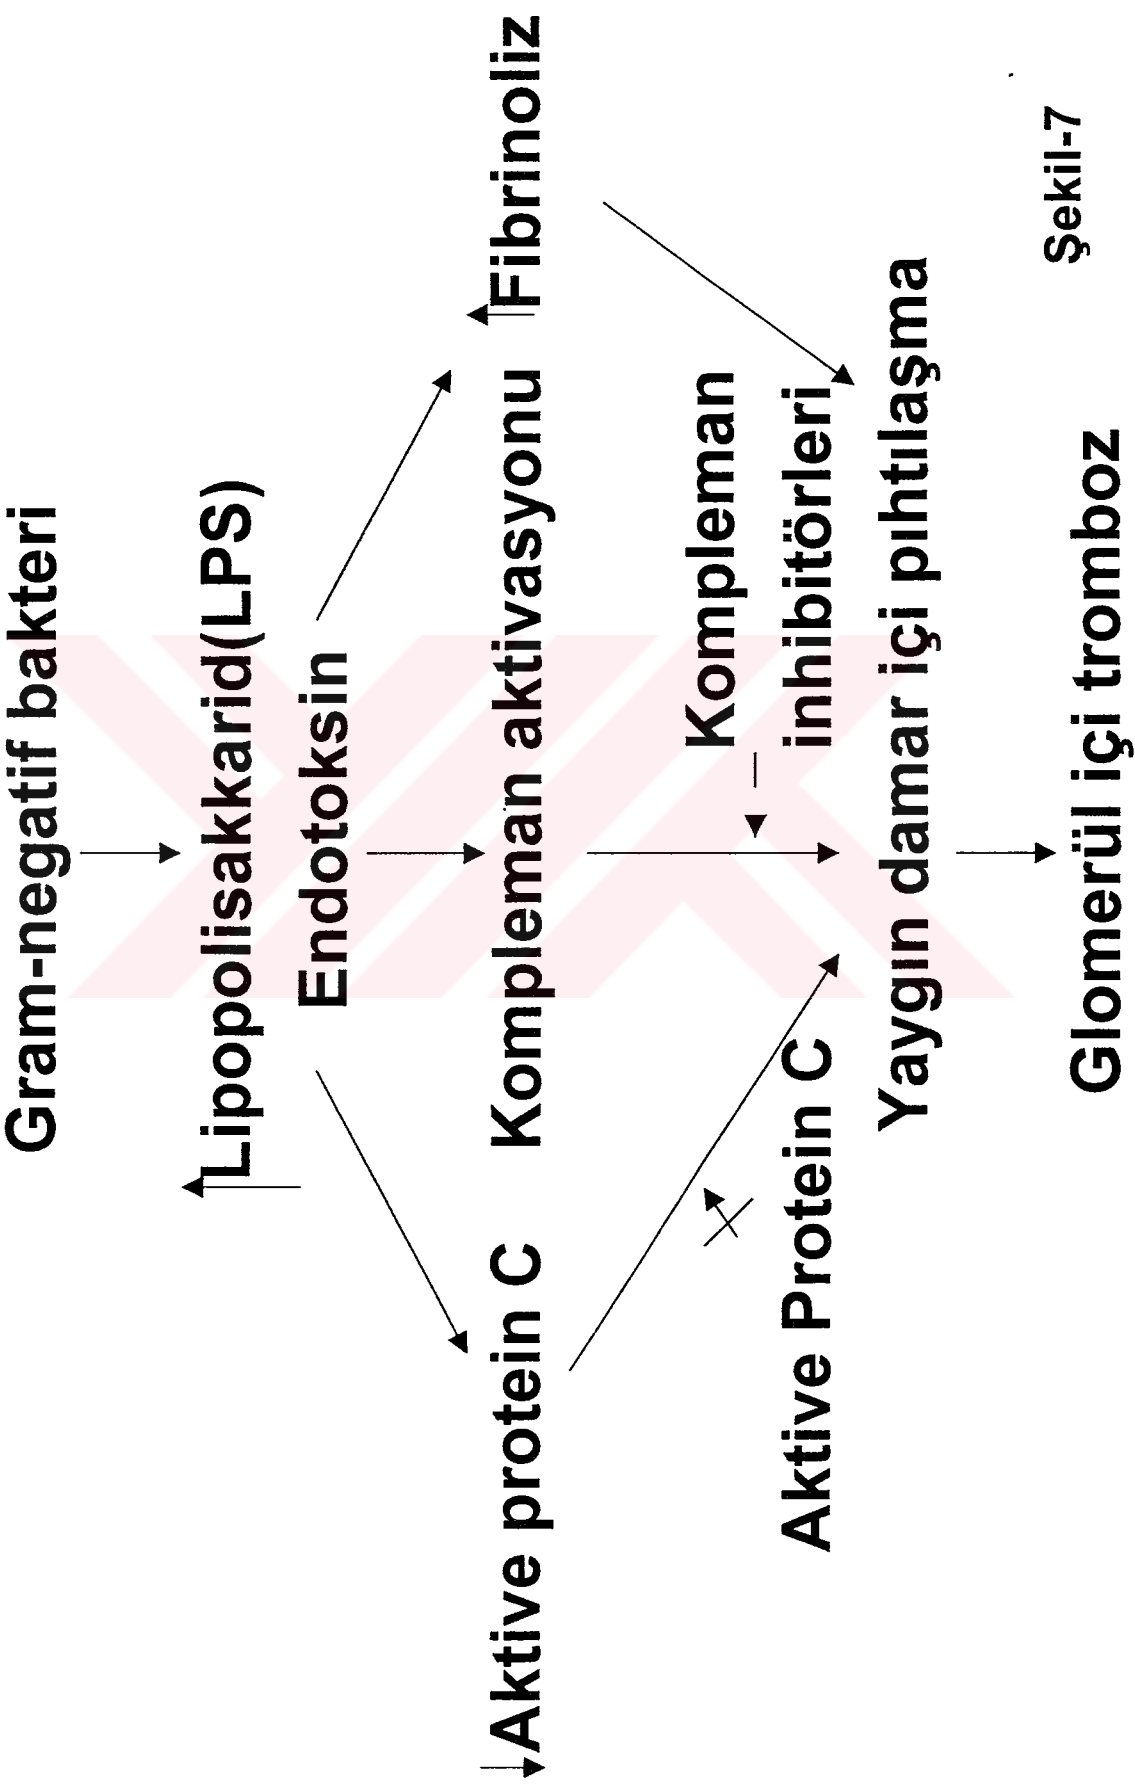 Gram-negatif bakteri
Lipopolisakkarid(LPS)
Endotoksin
Aktive protein C
Kompleman aktivasyonu
Fibrinoliz
Kompleman
inhibitörleri
Aktive Protein C
Yaygın damar içi pıhtılaşma
Glomerül içi tromboz
Şekil-7